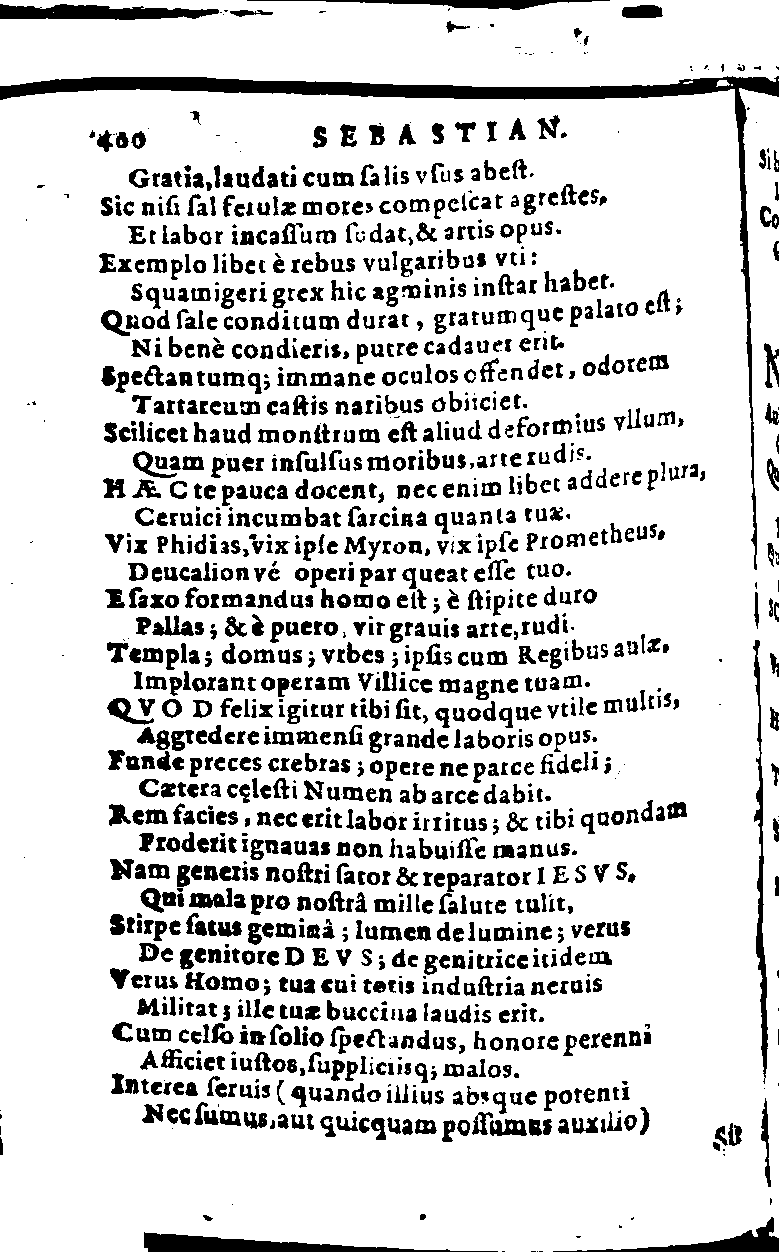 400 SEBASTIAN.
Gratia, laudati cum ſalis vſus abeſt.
Sic niſi ſal ferulæ mores compeſcat agreſtes,
Et labor incaſſum ſudat, & artis opus.
Exemplo libet è rebus vulgaribus vti:
Squamigeri grex hic agminis inſtar habet.
Quod ſale conditum durat, gratumque palato eſt;
Ni benè condieris, putre cadauer erit.
Spectantumq; immane oculos offendet, odorem
Tartareum caſtis naribus obiiciet.
Scilicet haud monſtrum eſt aliud deformius vllum,
Quam puer inſulſus moribus, arte rudis.
HÆC te pauca docent, nec enim libet addere plura,
Ceruici incumbat ſarcina quanta tuæ.
Vix Phidias, vix ipſe Myron, vix ipſe Prometheus,
Deucalion vé operi par queat eſſe tuo.
E ſaxo formandus homo eſt; è ſtipite duro
Pallas; & è puero, vir grauis arte, rudi.
Templa; domus; vrbes; ipſis cum Regibus aulæ,
Implorant operam Villice magne tuam.
QVOD felix igitur tibi ſit, quodque vtile multis,
Aggredere immenſi grande laboris opus.
Funde preces crebras; opere ne parce fideli;
Cætera cęleſti Numen ab arce dabit.
Rem facies, nec erit labor irritus; & tibi quondam
Proderit ignauas non habuiſſe manus.
Nam generis noſtri ſator & reparator IESVS,
Qui mala pro noſtrâ mille ſalute tulit,
Stirpe ſatus geminâ; lumen de lumine; verus
De genitore DEVS; de genitrice itidem
Verus Homo; tua cui totis induſtria neruis
Militat; ille tuæ buccina laudis erit.
Cum celſo in ſolio ſpectandus, honore perenni
Afficiet iuſtos, ſuppliciisq; malos.
Interea ſeruis (quando illius absque potenti
Nec ſumus, aut quicquam poſſumus auxilio)